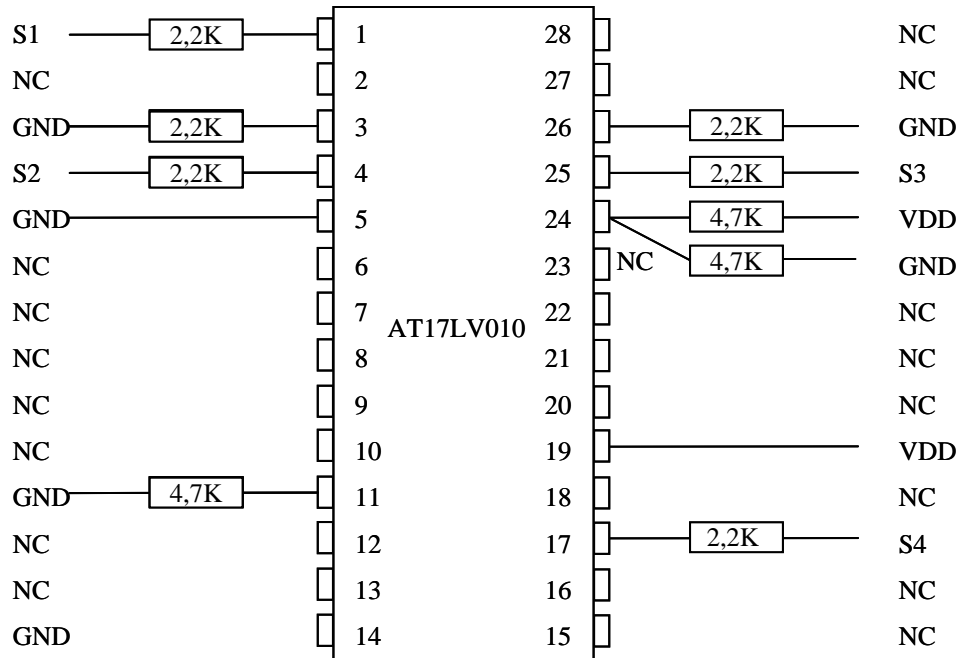 S1 2,2K 1 28 NC
NC 2 27 NC
GND 2,2K 3 26 2,2K GND
S2 2,2K 4 25 2,2K S3
GND 5 24 4,7K VDD
NC 6 23 NC 4,7K GND
NC 7 22 NC
AT17LV010
NC 8 21 NC
NC 9 20 NC
NC 10 19 VDD
GND 4,7K 11 18 NC
NC 12 17 2,2K S4
NC 13 16 NC
GND 14 15 NC